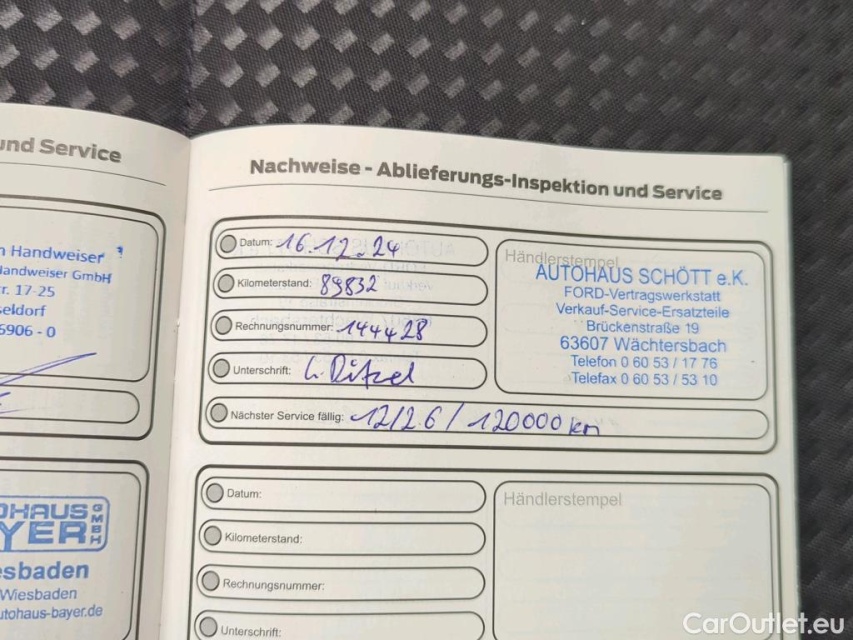 und Service
n Handweiser
Handweiser GmbH
tr. 17-25
seldorf
6906 - 0
OHAUS
YER
GMBH
esbaden
Wiesbaden
utohaus-bayer.de
Nachweise - Ablieferungs-Inspektion und Service
Datum: 16.12.24
Kilometerstand: 89832
Rechnungsnummer: 144428
Unterschrift: Ditzel
Nächster Service fällig: 12/26 / 120000 km
Händlerstempel
AUTOHAUS SCHÖTT e.K.
FORD-Vertragswerkstatt
Verkauf-Service-Ersatzteile
Brückenstraße 19
63607 Wächtersbach
Telefon 0 60 53 / 17 76
Telefax 0 60 53 / 53 10
Datum:
Kilometerstand:
Rechnungsnummer:
Unterschrift:
Händlerstempel
CarOutlet.eu